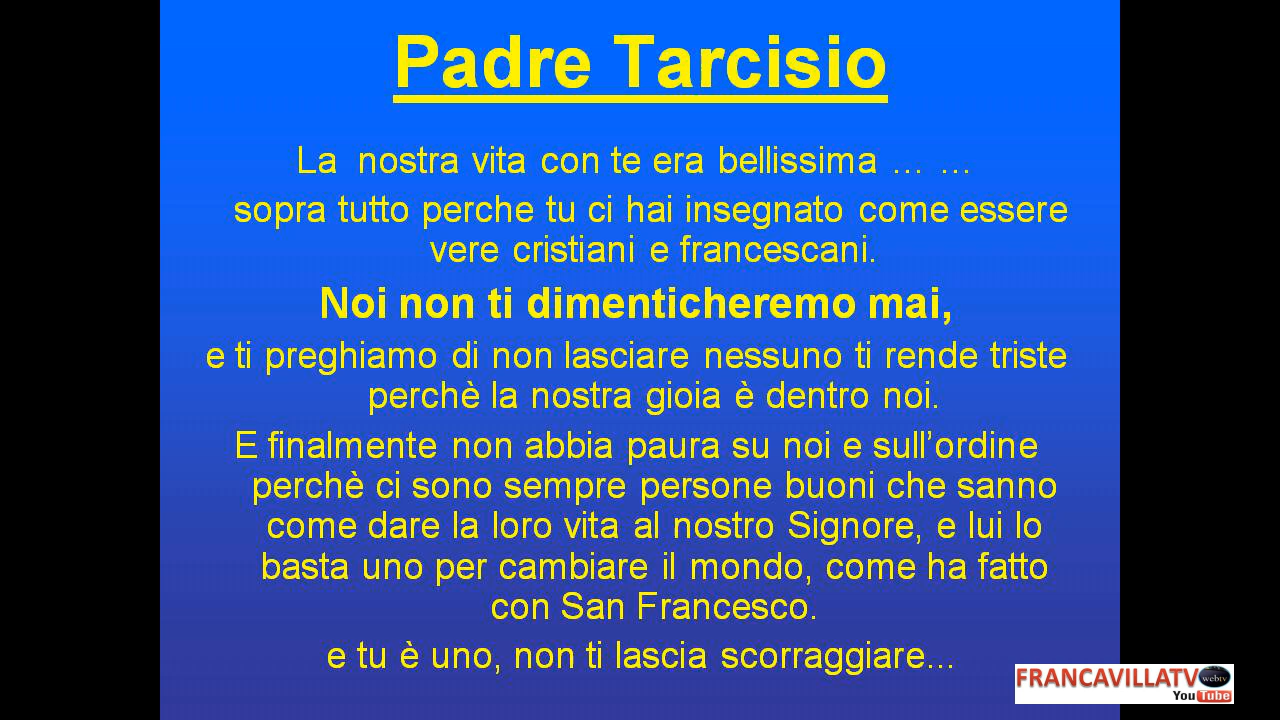 Padre Tarcisio
La  nostra vita con te era bellissima … …
sopra tutto perche tu ci hai insegnato come essere
vere cristiani e francescani.
Noi non ti dimenticheremo mai,
e ti preghiamo di non lasciare nessuno ti rende triste
perchè la nostra gioia è dentro noi.
E finalmente non abbia paura su noi e sull’ordine
perchè ci sono sempre persone buoni che sanno
come dare la loro vita al nostro Signore, e lui lo
basta uno per cambiare il mondo, come ha fatto
con San Francesco.
e tu è uno, non ti lascia scorraggiare...
FRANCAVILLATV webtv
YouTube